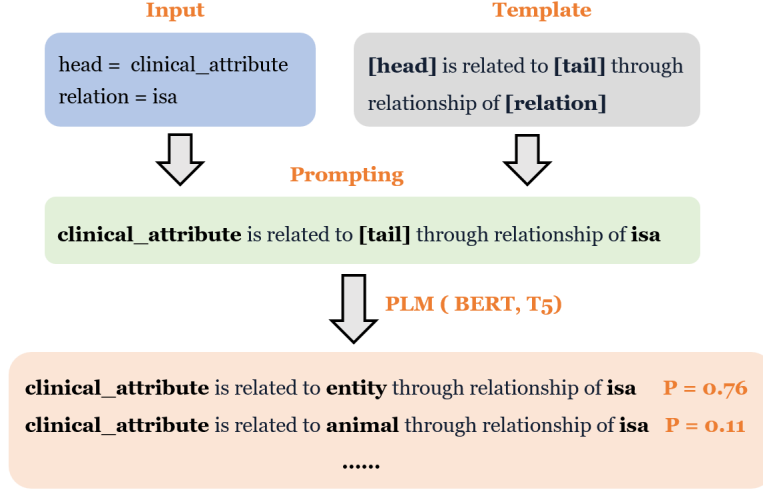 Input
Template
head =  clinical_attribute
relation = isa
[head] is related to [tail] through
relationship of [relation]
Prompting
clinical_attribute is related to [tail] through relationship of isa
PLM ( BERT, T5)
clinical_attribute is related to entity through relationship of isa P = 0.76
clinical_attribute is related to animal through relationship of isa P = 0.11
......